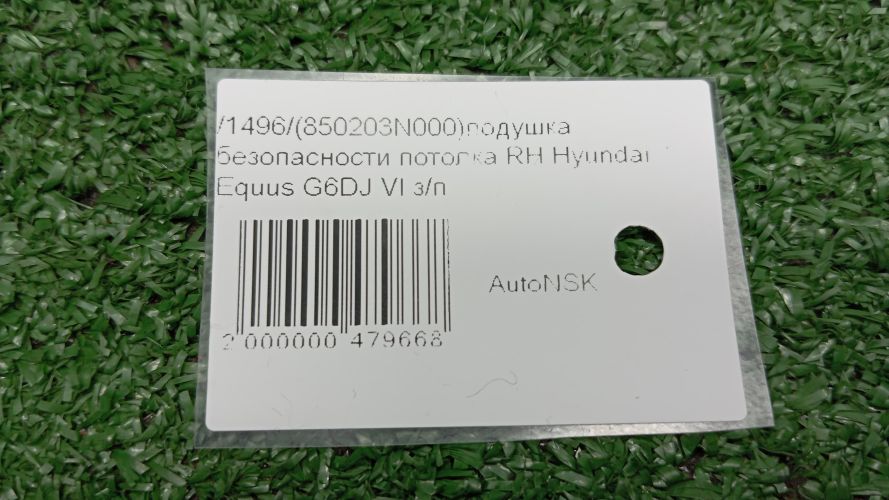 /1496/(850203N000)подушка
безопасности потолка RH Hyundai
Equus G6DJ VI з/п
AutoNSK
2 000000 479668